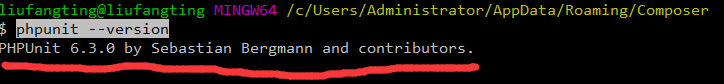 liufangting@liufangting MINGW64 /c/Users/Administrator/AppData/Roaming/Composer
$ phpunit --version
PHPUnit 6.3.0 by Sebastian Bergmann and contributors.